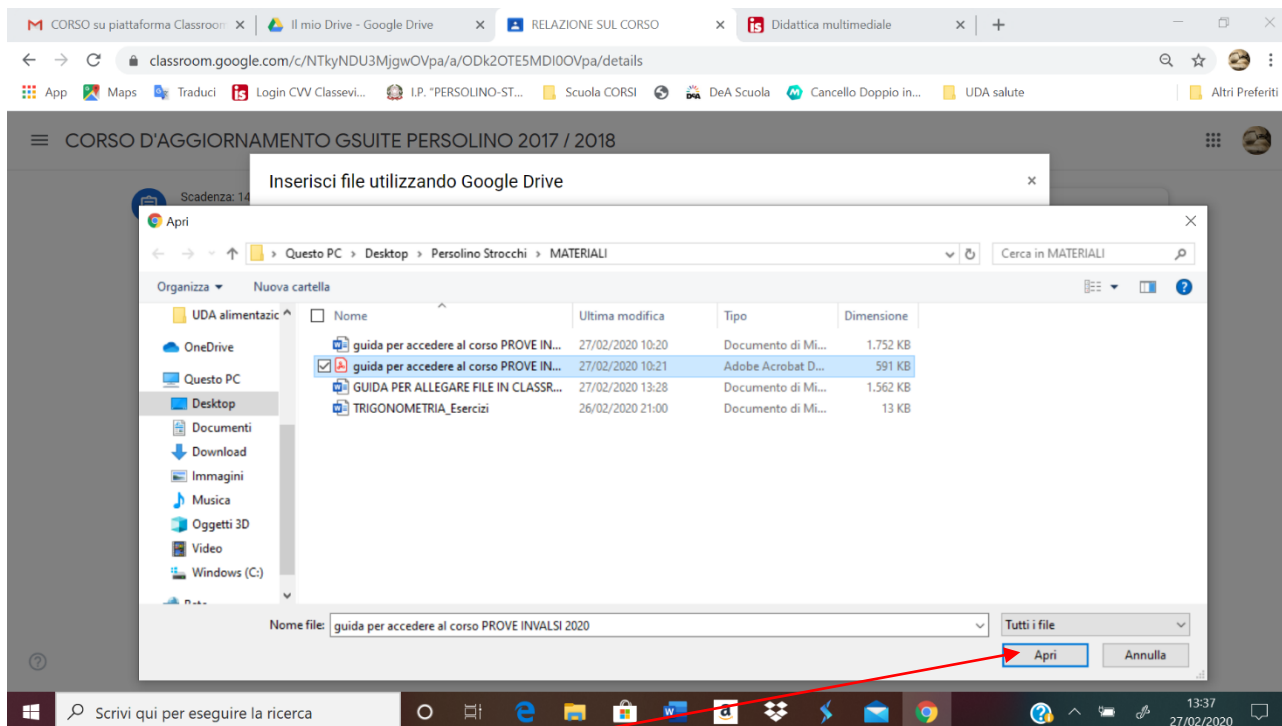 CORSO su piattaforma Classroom
Il mio Drive - Google Drive
RELAZIONE SUL CORSO
Didattica multimediale
classroom.google.com/c/NTkyNDU3MjgwOVpa/a/ODk2OTE5MDI0OVpa/details
App Maps Traduci Login CVV Classevi... I.P. "PERSOLINO-ST... Scuola CORSI DeA Scuola Cancello Doppio in... UDA salute Altri Preferiti
CORSO D'AGGIORNAMENTO GSUITE PERSOLINO 2017 / 2018
Inserisci file utilizzando Google Drive
Scadenza: 14
Apri
Questo PC > Desktop > Persolino Strocchi > MATERIALI
Cerca in MATERIALI
Organizza Nuova cartella
Nome Ultima modifica Tipo Dimensione
guida per accedere al corso PROVE IN... 27/02/2020 10:20 Documento di Mi... 1.752 KB
guida per accedere al corso PROVE IN... 27/02/2020 10:21 Adobe Acrobat D... 591 KB
GUIDA PER ALLEGARE FILE IN CLASSR... 27/02/2020 13:28 Documento di Mi... 1.562 KB
TRIGONOMETRIA_Esercizi 26/02/2020 21:00 Documento di Mi... 13 KB
UDA alimentazic
OneDrive
Questo PC
Desktop
Documenti
Download
Immagini
Musica
Oggetti 3D
Video
Windows (C:)
Nome file: guida per accedere al corso PROVE INVALSI 2020
Tutti i file
Apri Annulla
Scrivi qui per eseguire la ricerca
13:37
27/02/2020